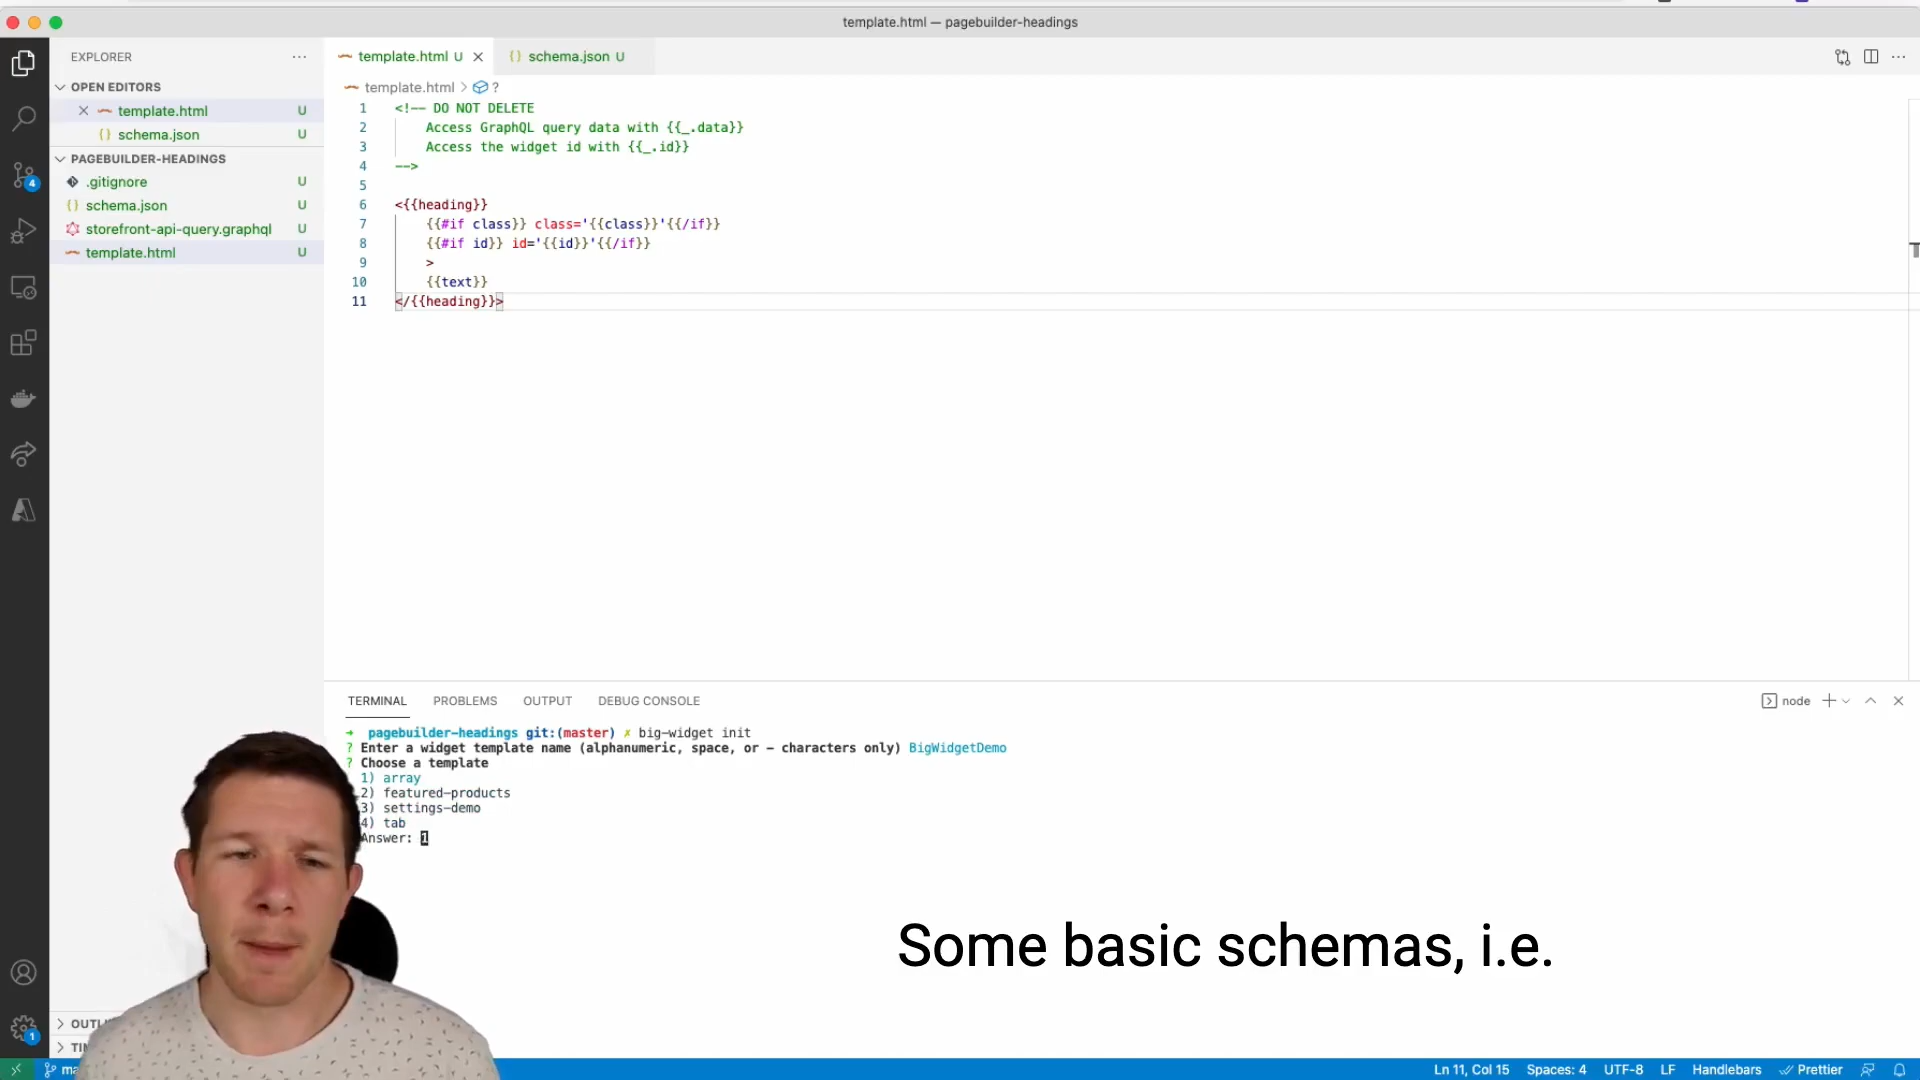 template.html — pagebuilder-headings
EXPLORER
OPEN EDITORS
template.html U
schema.json U
PAGEBUILDER-HEADINGS
.gitignore U
schema.json U
storefront-api-query.graphql U
template.html U
template.html U
schema.json U
template.html > ?
1 <!-- DO NOT DELETE
2 Access GraphQL query data with {{_.data}}
3 Access the widget id with {{_.id}}
4 -->
5
6 <{{heading}}
7 {{#if class}} class='{{class}}'{{/if}}
8 {{#if id}} id='{{id}}'{{/if}}
9 >
10 {{text}}
11 </{{heading}}>
TERMINAL PROBLEMS OUTPUT DEBUG CONSOLE
node
→ pagebuilder-headings git:(master) ✗ big-widget init
? Enter a widget template name (alphanumeric, space, or - characters only) BigWidgetDemo
? Choose a template
1) array
2) featured-products
3) settings-demo
4) tab
Answer: 1
Some basic schemas, i.e.
4
1
Ln 11, Col 15 Spaces: 4 UTF-8 LF Handlebars Prettier